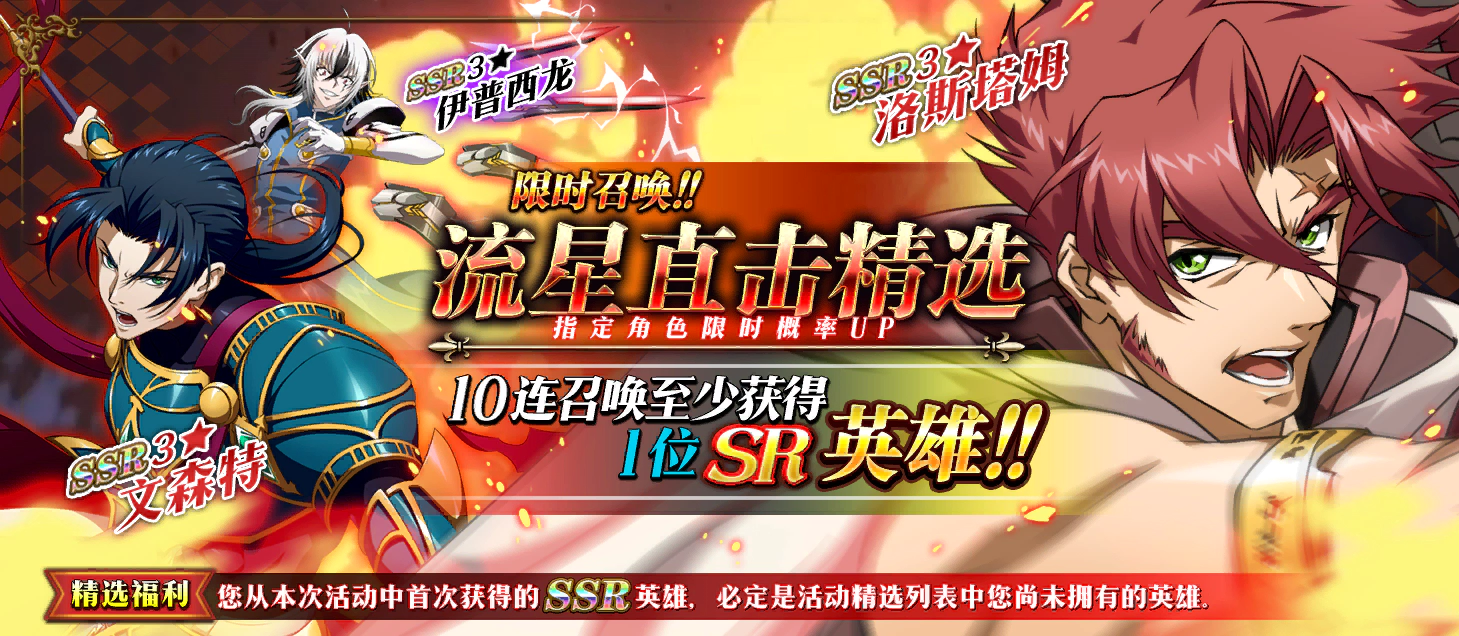 SSR3★
伊普西龙
SSR3★
洛斯塔姆
限时召唤!!
流星直击精选
指定角色限时概率UP
10连召唤至少获得
1位SR英雄!!
SSR3★
文森特
精选福利
您从本次活动中首次获得的SSR英雄，必定是活动精选列表中您尚未拥有的英雄.